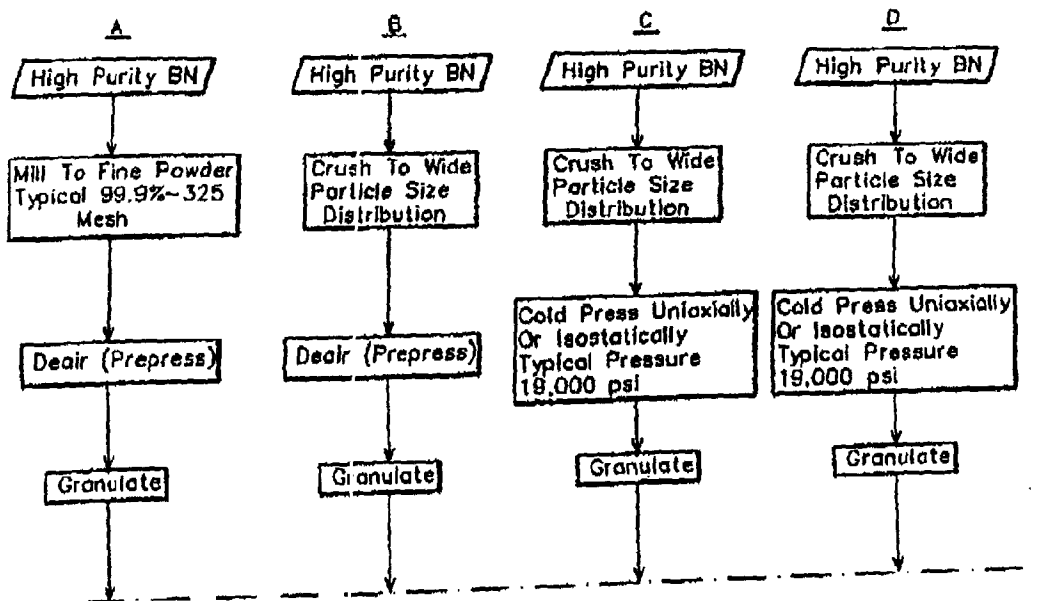 A
High Purity BN
Mill To Fine Powder
Typical 99.9%~325
Mesh
Deair (Prepress)
Granulate
B
High Purity BN
Crush To Wide
Particle Size
Distribution
Deair (Prepress)
Granulate
C
High Purity BN
Crush To Wide
Particle Size
Distribution
Cold Press Uniaxially
Or Isostatically
Typical Pressure
19,000 psi
Granulate
D
High Purity BN
Crush To Wide
Particle Size
Distribution
Cold Press Uniaxially
Or Isostatically
Typical Pressure
19,000 psi
Granulate